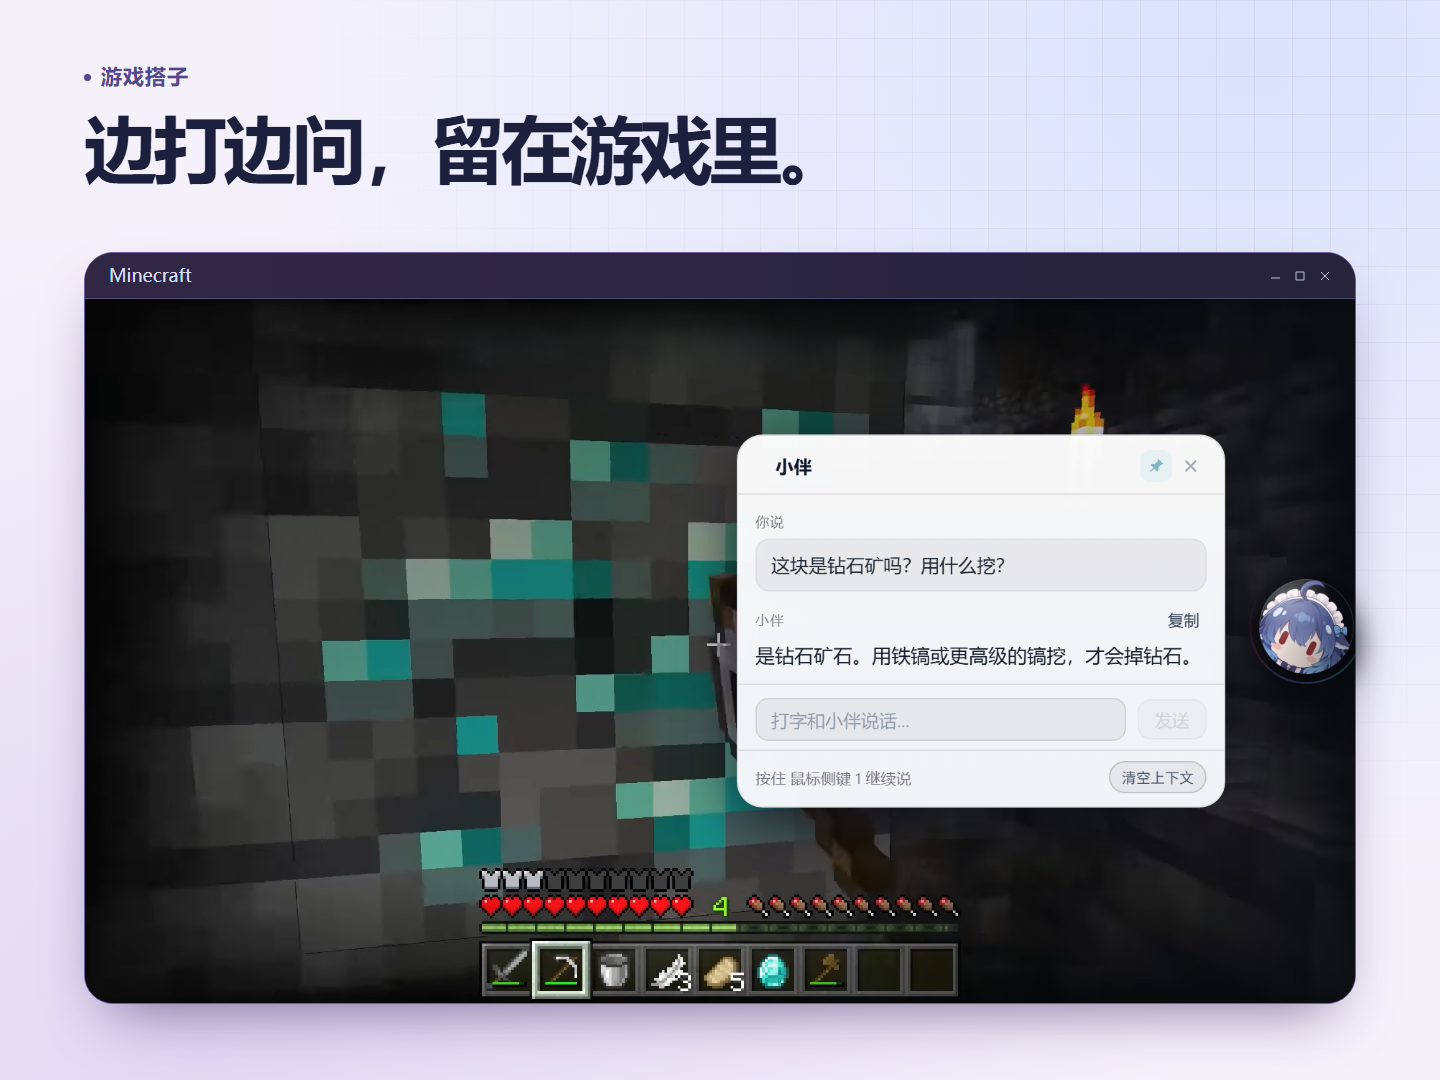 • 游戏搭子
边打边问，留在游戏里。
Minecraft
小伴
你说
这块是钻石矿吗？用什么挖？
小伴
复制
是钻石矿石。用铁镐或更高级的镐挖，才会掉钻石。
打字和小伴说话...
发送
按住 鼠标侧键 1 继续说
清空上下文
4
3
5